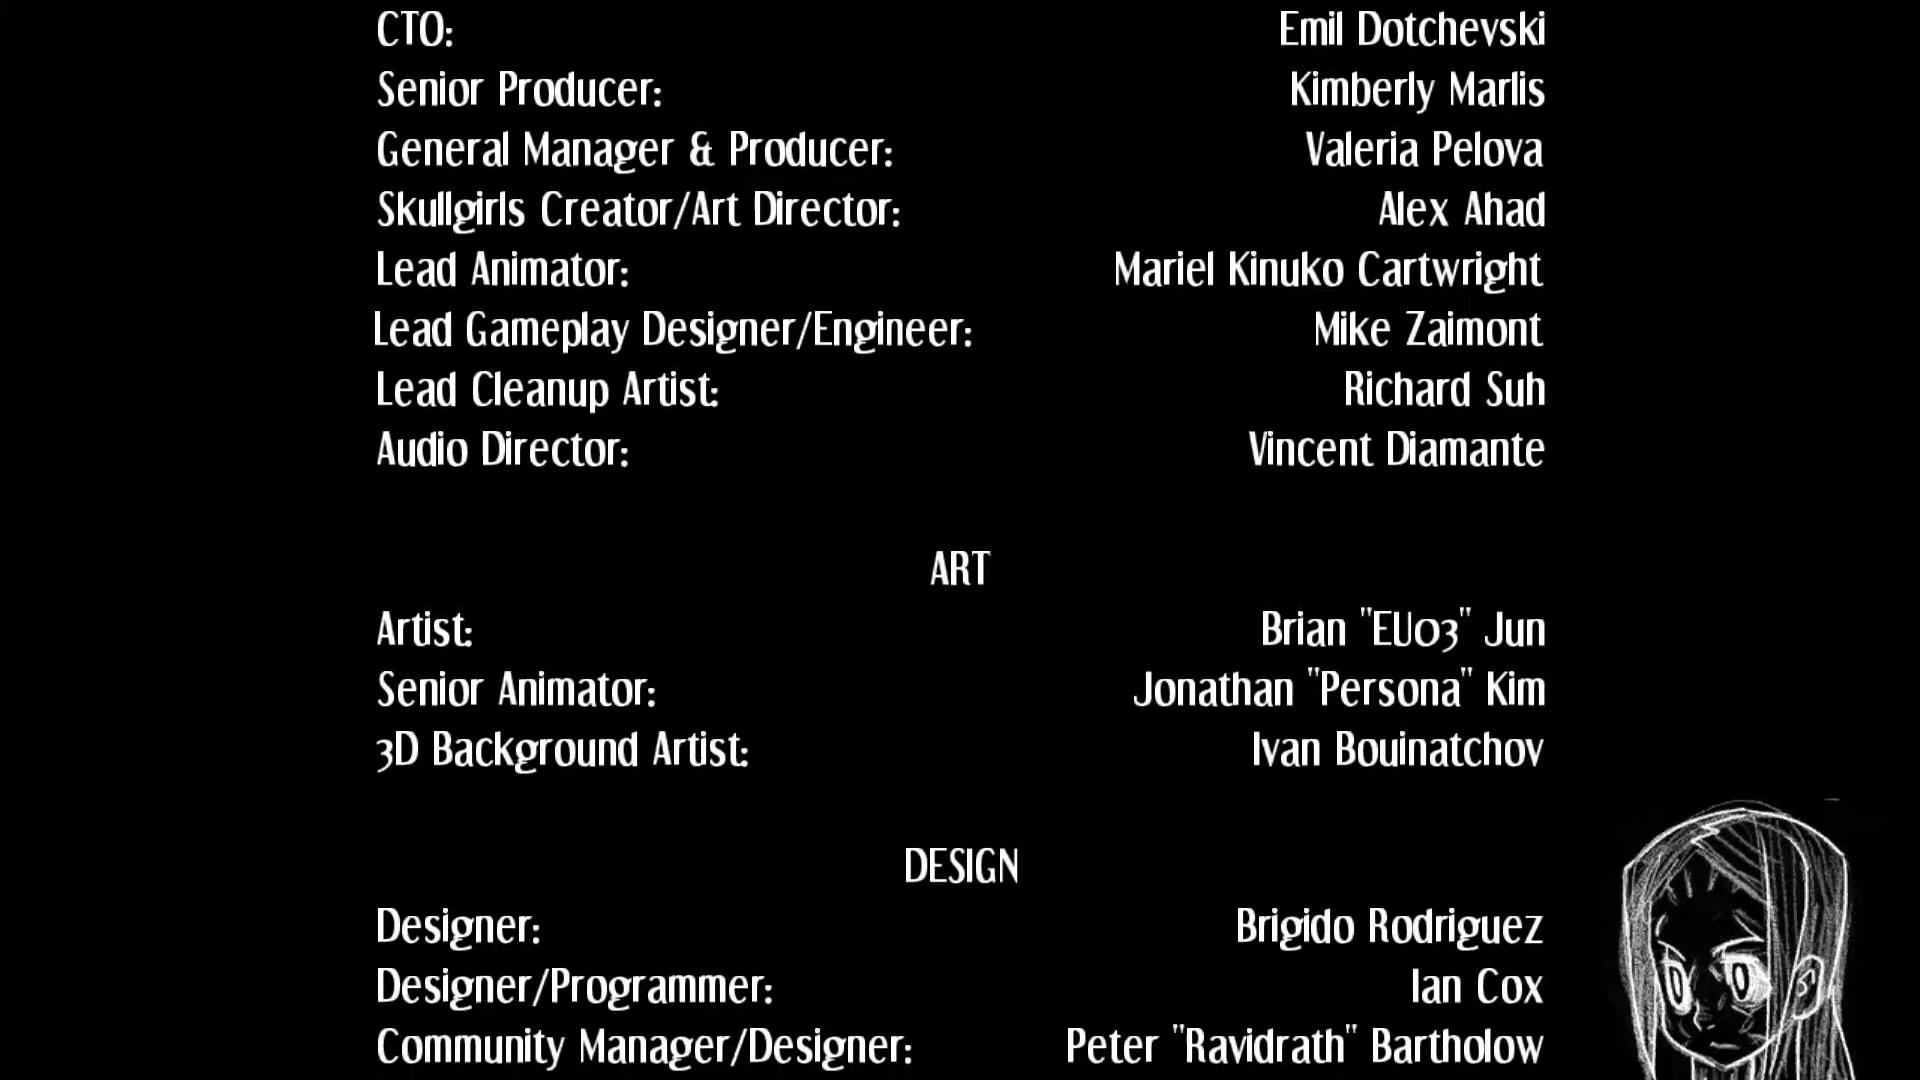 CTO: Emil Dotchevski
Senior Producer: Kimberly Marlis
General Manager & Producer: Valeria Pelova
Skullgirls Creator/Art Director: Alex Ahad
Lead Animator: Mariel Kinuko Cartwright
Lead Gameplay Designer/Engineer: Mike Zaimont
Lead Cleanup Artist: Richard Suh
Audio Director: Vincent Diamante
ART
Artist: Brian "EU03" Jun
Senior Animator: Jonathan "Persona" Kim
3D Background Artist: Ivan Bouinatchov
DESIGN
Designer: Brigido Rodriguez
Designer/Programmer: Ian Cox
Community Manager/Designer: Peter "Ravidrath" Bartholow